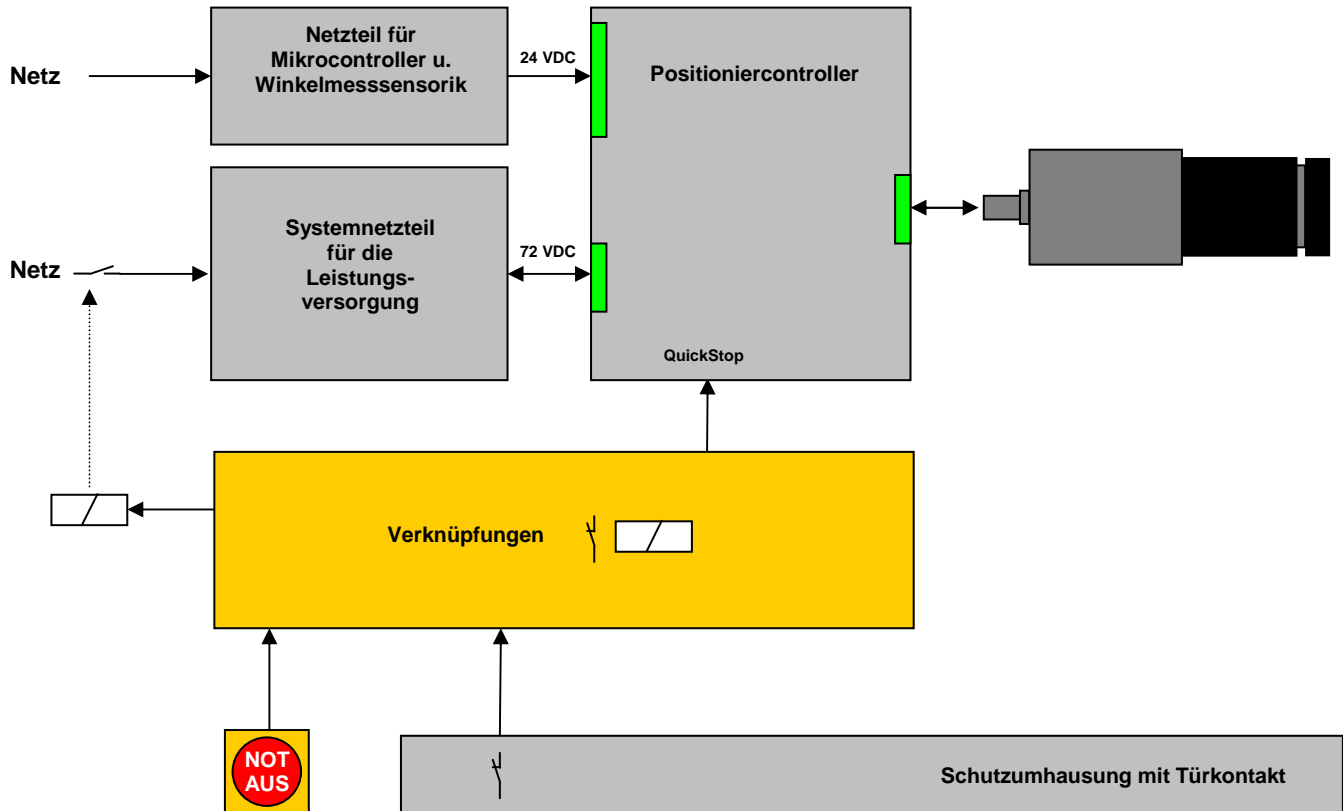 Netz
Netzteil für
Mikrocontroller u.
Winkelmesssensorik
24 VDC
Positioniercontroller
Netz
Systemnetzteil
für die
Leistungs-
versorgung
72 VDC
QuickStop
Verknüpfungen
NOT
AUS
Schutzumhausung mit Türkontakt